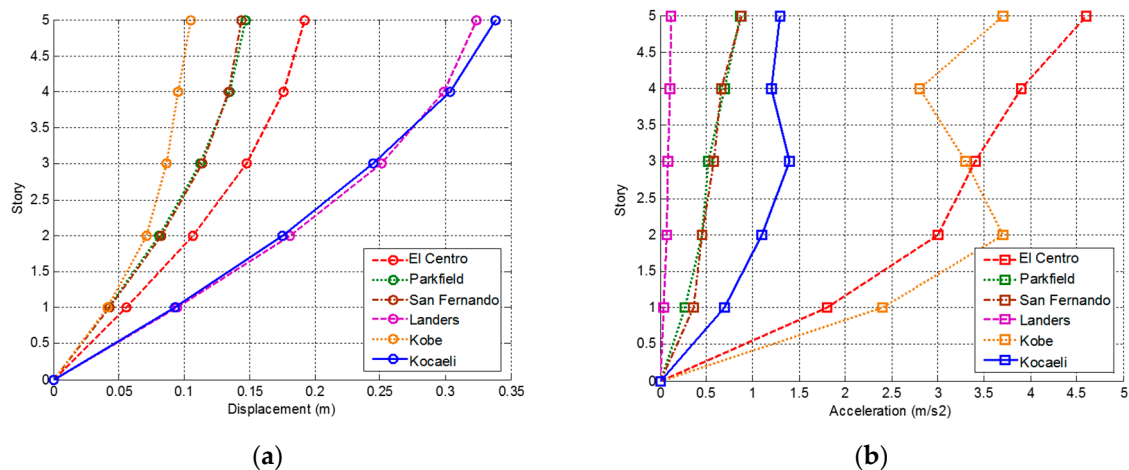 5
4.5
4
3.5
3
2.5
2
1.5
1
0.5
0
Story
0 0.05 0.1 0.15 0.2 0.25 0.3 0.35
Displacement (m)
El Centro
Parkfield
San Fernando
Landers
Kobe
Kocaeli
(a)
5
4.5
4
3.5
3
2.5
2
1.5
1
0.5
0
Story
0 0.5 1 1.5 2 2.5 3 3.5 4 4.5 5
Acceleration (m/s2)
El Centro
Parkfield
San Fernando
Landers
Kobe
Kocaeli
(b)